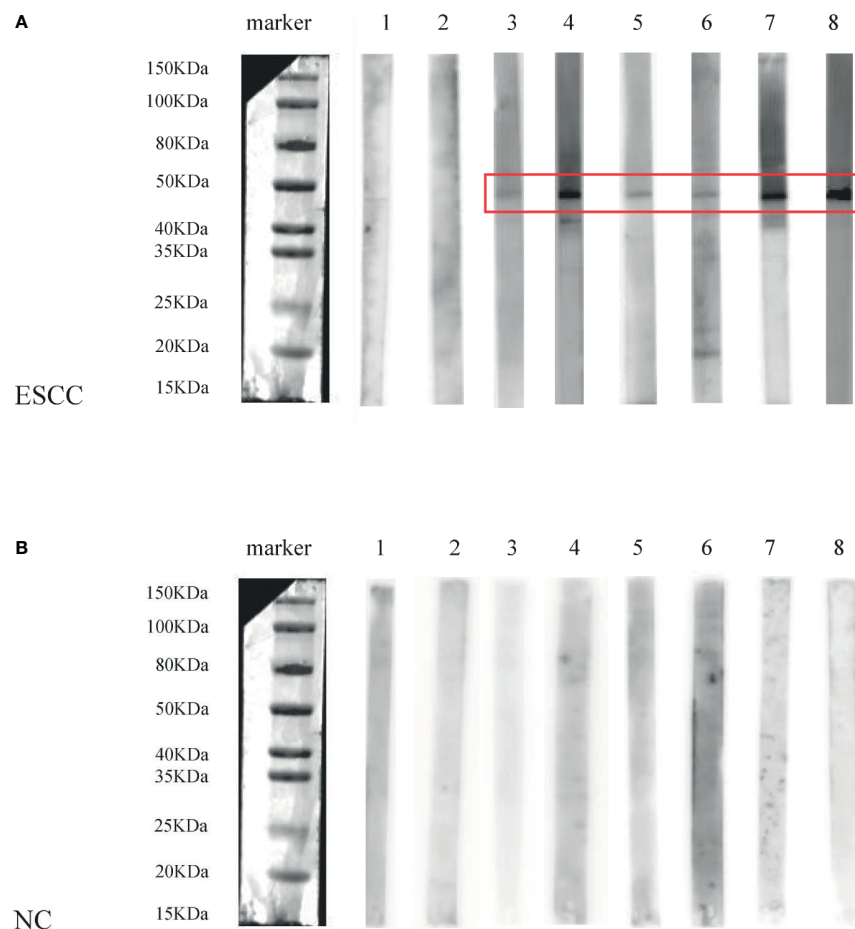 A
marker 1 2 3 4 5 6 7 8
150KDa
100KDa
80KDa
50KDa
40KDa
35KDa
25KDa
20KDa
15KDa
ESCC
B
marker 1 2 3 4 5 6 7 8
150KDa
100KDa
80KDa
50KDa
40KDa
35KDa
25KDa
20KDa
15KDa
NC